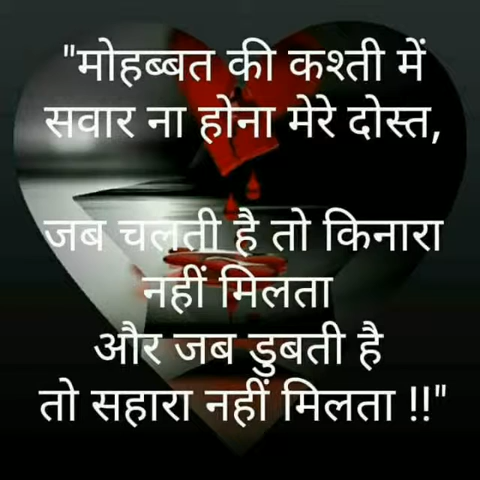 "मोहब्बत की कश्ती में
सवार ना होना मेरे दोस्त,
जब चलती है तो किनारा
नहीं मिलता
और जब डुबती है
तो सहारा नहीं मिलता !!"